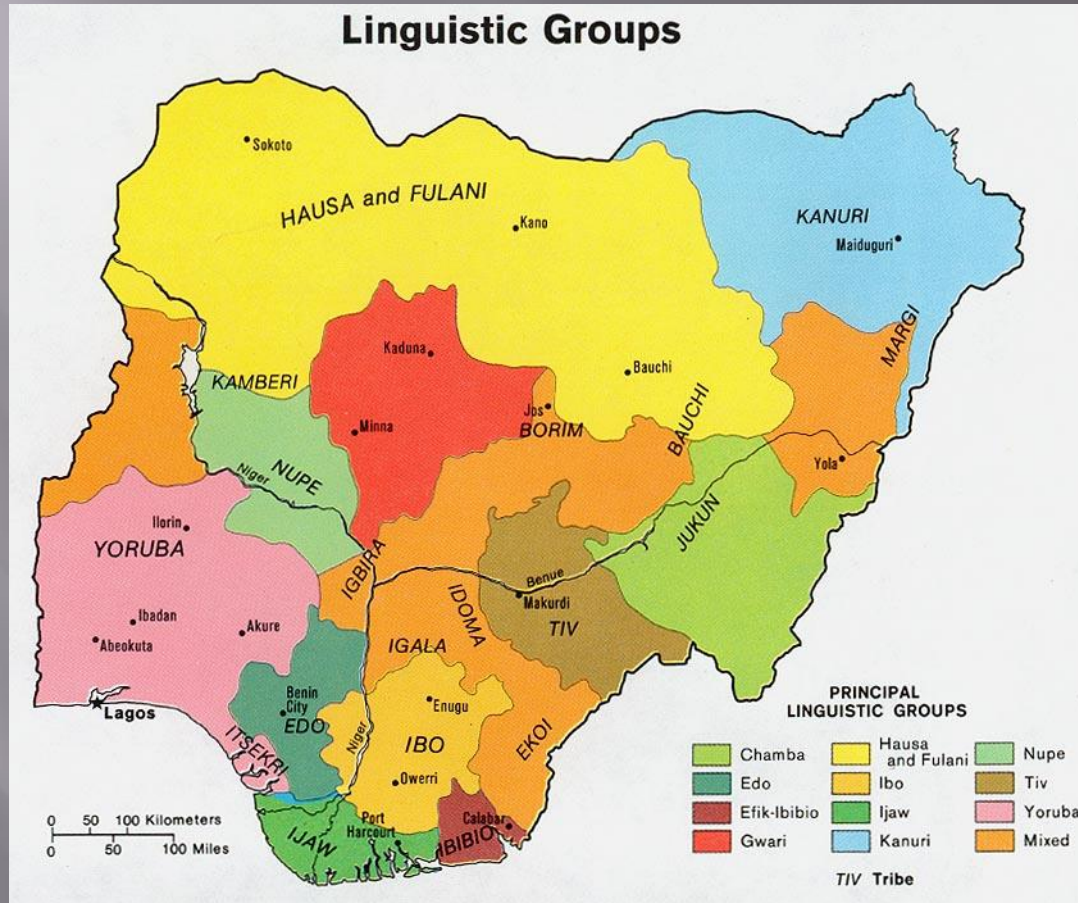 Linguistic Groups
Sokoto
HAUSA and FULANI
Kano
KANURI
Maiduguri
Kaduna
MARGI
KAMBERI
Bauchi
Jos
BORIM
BAUCHI
Minna
NUPE
Niger
Yola
Ilorin
YORUBA
JUKUN
IGBIRA
Benue
Makurdi
IDOMA
TIV
Ibadan
Akure
Abeokuta
IGALA
Lagos
Benin
City
EDO
Enugu
Niger
IBO
EKOI
ITSEKRI
Owerri
Port
Harcourt
Calabar
IJAW
IBIBIO
0 50 100 Kilometers
0 50 100 Miles
PRINCIPAL
LINGUISTIC GROUPS
Chamba
Edo
Efik-Ibibio
Gwari
Hausa
and Fulani
Ibo
Ijaw
Kanuri
Nupe
Tiv
Yoruba
Mixed
TIV Tribe